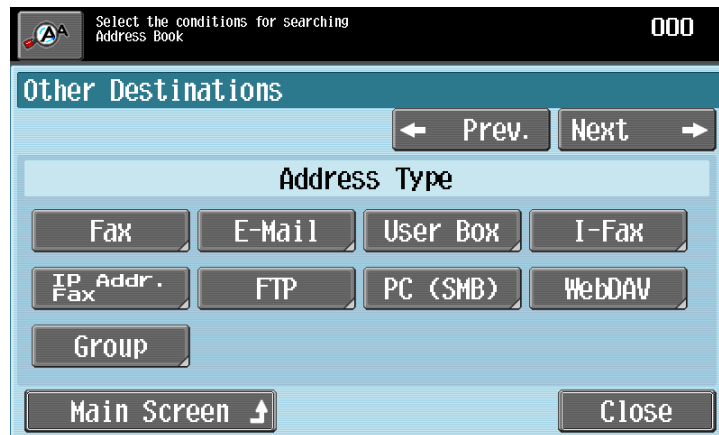 Select the conditions for searching
Address Book
000
Other Destinations
Prev.
Next
Address Type
Fax
E-Mail
User Box
I-Fax
IP Addr.
Fax
FTP
PC (SMB)
WebDAV
Group
Main Screen
Close